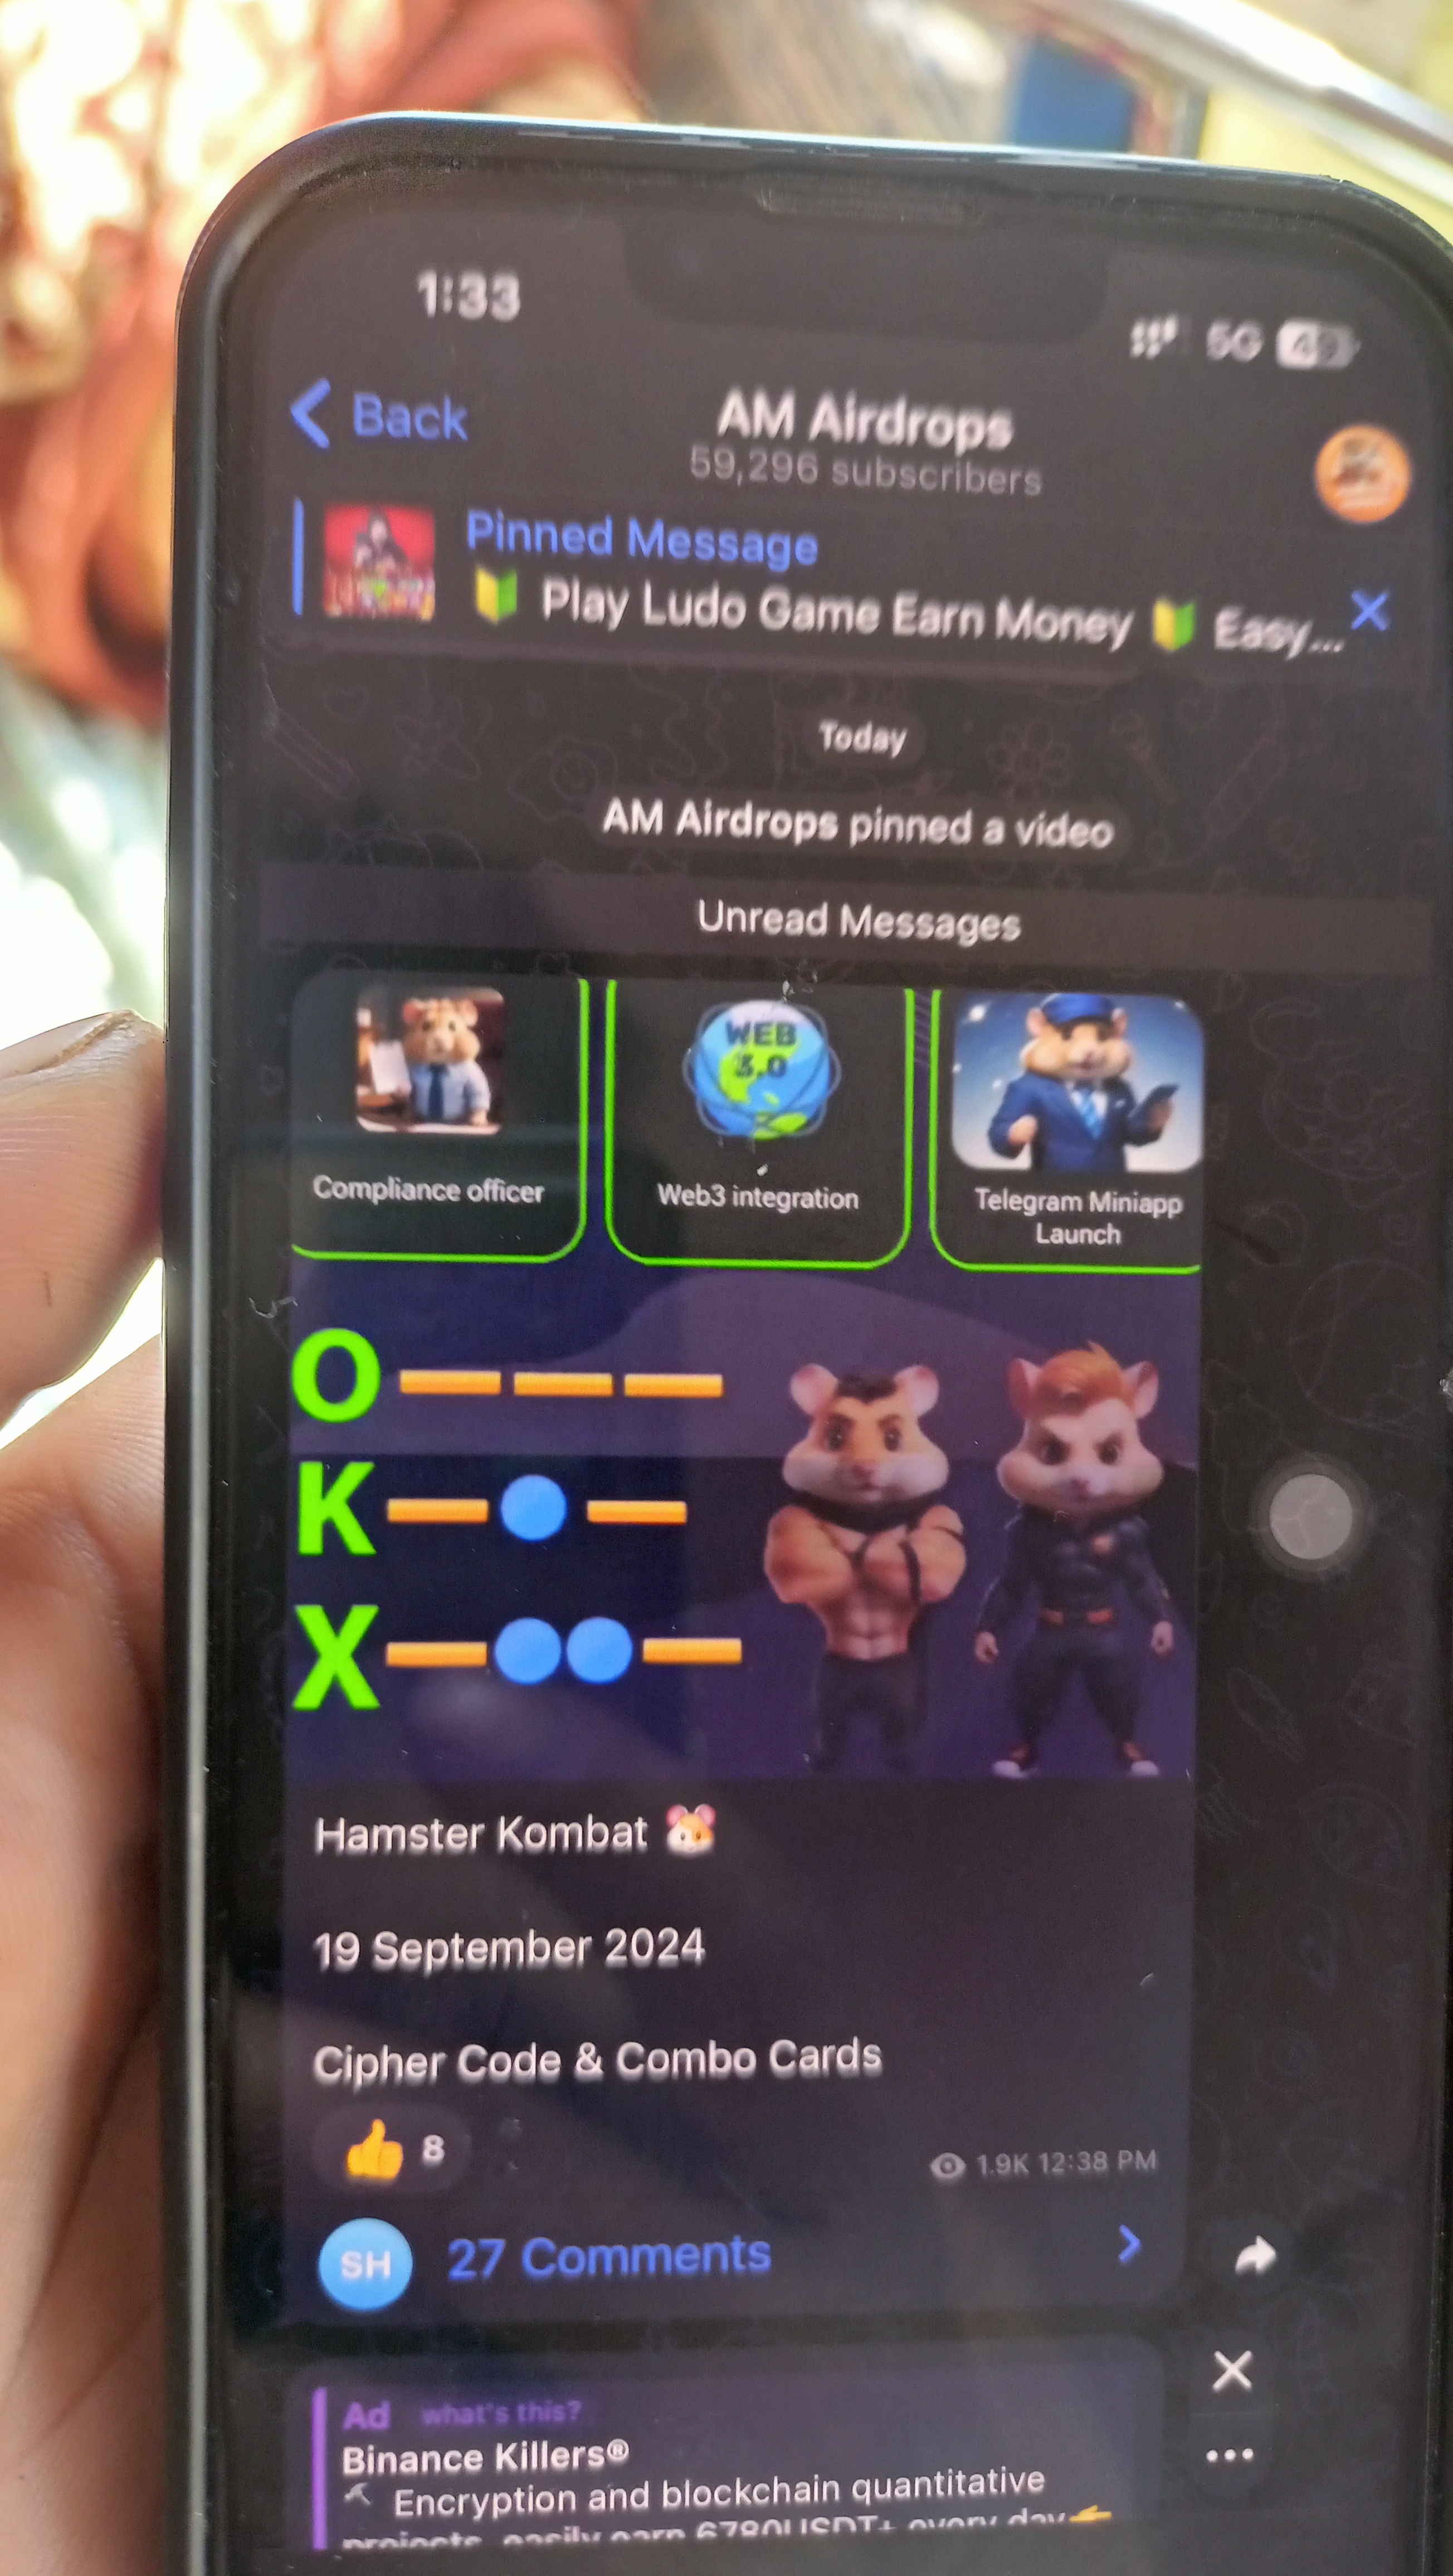 1:33
5G 49
Back
AM Airdrops
59,296 subscribers
Pinned Message
Play Ludo Game Earn Money Easy...
Today
AM Airdrops pinned a video
Unread Messages
WEB
3.0
Compliance officer
Web3 integration
Telegram Miniapp
Launch
O
K
X
Hamster Kombat
19 September 2024
Cipher Code & Combo Cards
8
1.9K 12:38 PM
SH
27 Comments
Ad what's this?
Binance Killers®
Encryption and blockchain quantitative
projects, easily earn 6780USDT+ every day